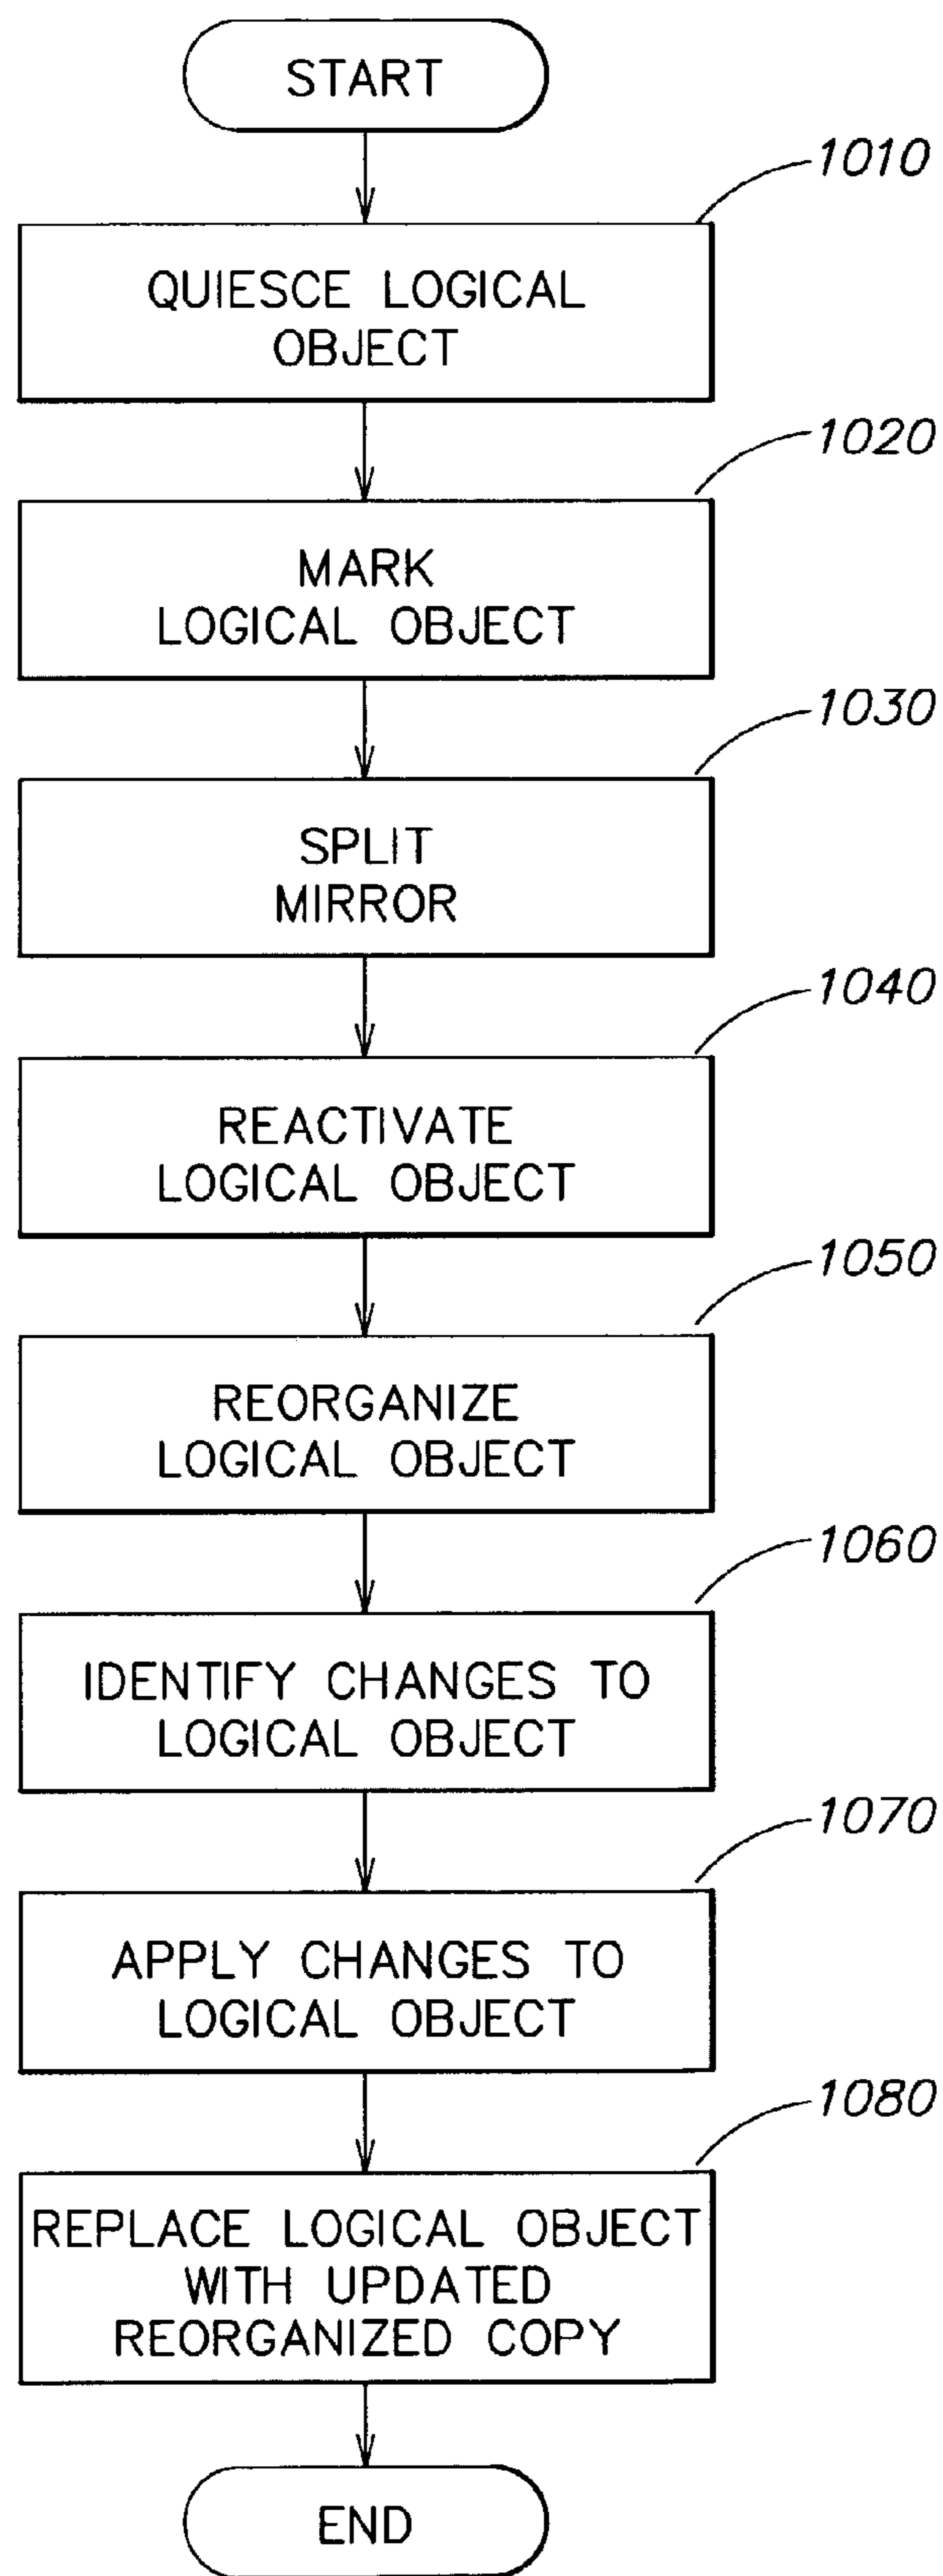 START
1010
QUIESCE LOGICAL
OBJECT
1020
MARK
LOGICAL OBJECT
1030
SPLIT
MIRROR
1040
REACTIVATE
LOGICAL OBJECT
1050
REORGANIZE
LOGICAL OBJECT
1060
IDENTIFY CHANGES TO
LOGICAL OBJECT
1070
APPLY CHANGES TO
LOGICAL OBJECT
1080
REPLACE LOGICAL OBJECT
WITH UPDATED
REORGANIZED COPY
END